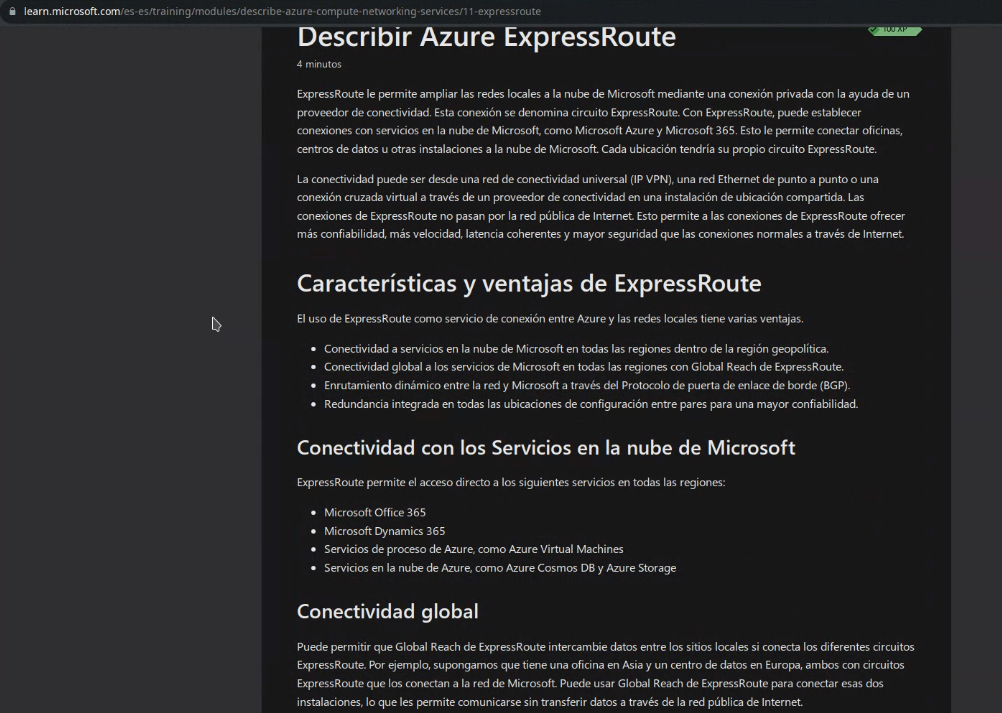 learn.microsoft.com/es-es/training/modules/describe-azure-compute-networking-services/11-expressroute
Describir Azure ExpressRoute
100 XP
4 minutos
ExpressRoute le permite ampliar las redes locales a la nube de Microsoft mediante una conexión privada con la ayuda de un
proveedor de conectividad. Esta conexión se denomina circuito ExpressRoute. Con ExpressRoute, puede establecer
conexiones con servicios en la nube de Microsoft, como Microsoft Azure y Microsoft 365. Esto le permite conectar oficinas,
centros de datos u otras instalaciones a la nube de Microsoft. Cada ubicación tendría su propio circuito ExpressRoute.
La conectividad puede ser desde una red de conectividad universal (IP VPN), una red Ethernet de punto a punto o una
conexión cruzada virtual a través de un proveedor de conectividad en una instalación de ubicación compartida. Las
conexiones de ExpressRoute no pasan por la red pública de Internet. Esto permite a las conexiones de ExpressRoute ofrecer
más confiabilidad, más velocidad, latencia coherentes y mayor seguridad que las conexiones normales a través de Internet.
Características y ventajas de ExpressRoute
El uso de ExpressRoute como servicio de conexión entre Azure y las redes locales tiene varias ventajas.
• Conectividad a servicios en la nube de Microsoft en todas las regiones dentro de la región geopolítica.
• Conectividad global a los servicios de Microsoft en todas las regiones con Global Reach de ExpressRoute.
• Enrutamiento dinámico entre la red y Microsoft a través del Protocolo de puerta de enlace de borde (BGP).
• Redundancia integrada en todas las ubicaciones de configuración entre pares para una mayor confiabilidad.
Conectividad con los Servicios en la nube de Microsoft
ExpressRoute permite el acceso directo a los siguientes servicios en todas las regiones:
• Microsoft Office 365
• Microsoft Dynamics 365
• Servicios de proceso de Azure, como Azure Virtual Machines
• Servicios en la nube de Azure, como Azure Cosmos DB y Azure Storage
Conectividad global
Puede permitir que Global Reach de ExpressRoute intercambie datos entre los sitios locales si conecta los diferentes circuitos
ExpressRoute. Por ejemplo, supongamos que tiene una oficina en Asia y un centro de datos en Europa, ambos con circuitos
ExpressRoute que los conectan a la red de Microsoft. Puede usar Global Reach de ExpressRoute para conectar esas dos
instalaciones, lo que les permite comunicarse sin transferir datos a través de la red pública de Internet.